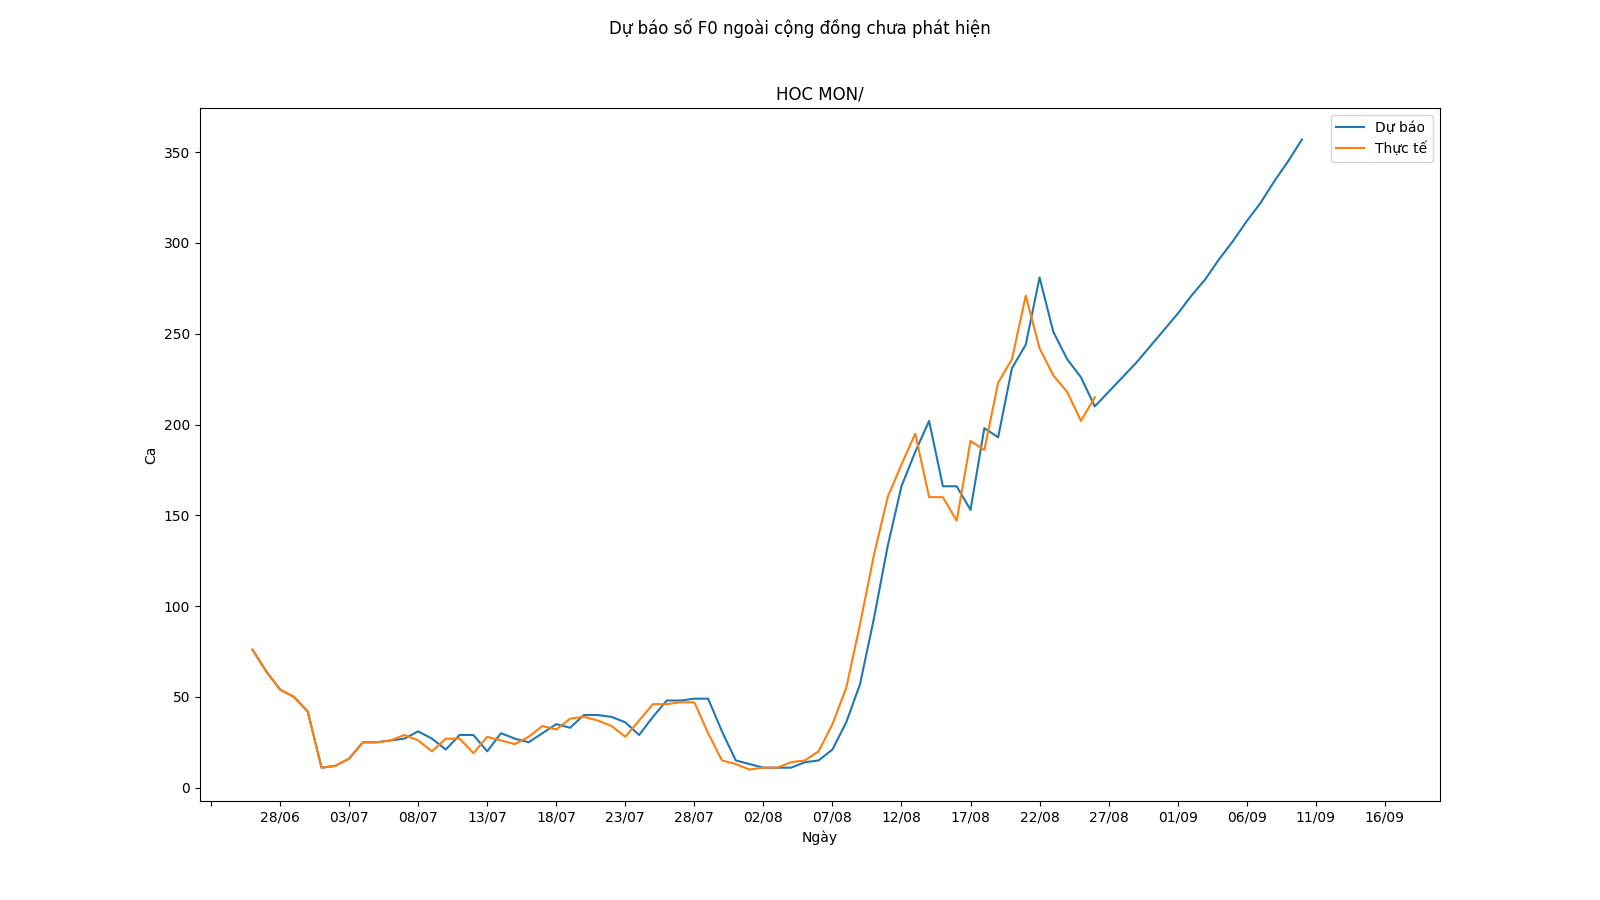 Dự báo số F0 ngoài cộng đồng chưa phát hiện
HOC MON/
Dự báo
Thực tế
350
300
250
200
150
100
50
0
Ca
28/06 03/07 08/07 13/07 18/07 23/07 28/07 02/08 07/08 12/08 17/08 22/08 27/08 01/09 06/09 11/09 16/09
Ngày